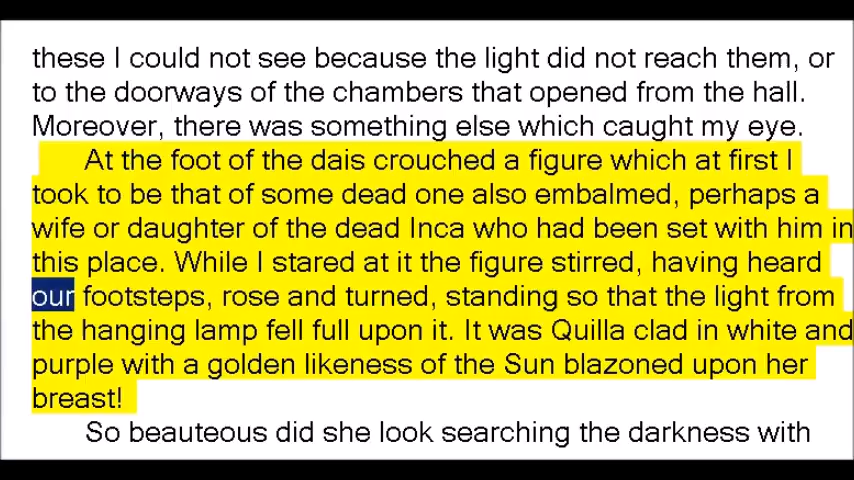 these I could not see because the light did not reach them, or
to the doorways of the chambers that opened from the hall.
Moreover, there was something else which caught my eye.
At the foot of the dais crouched a figure which at first I
took to be that of some dead one also embalmed, perhaps a
wife or daughter of the dead Inca who had been set with him in
this place. While I stared at it the figure stirred, having heard
our footsteps, rose and turned, standing so that the light from
the hanging lamp fell full upon it. It was Quilla clad in white and
purple with a golden likeness of the Sun blazoned upon her
breast!
So beauteous did she look searching the darkness with